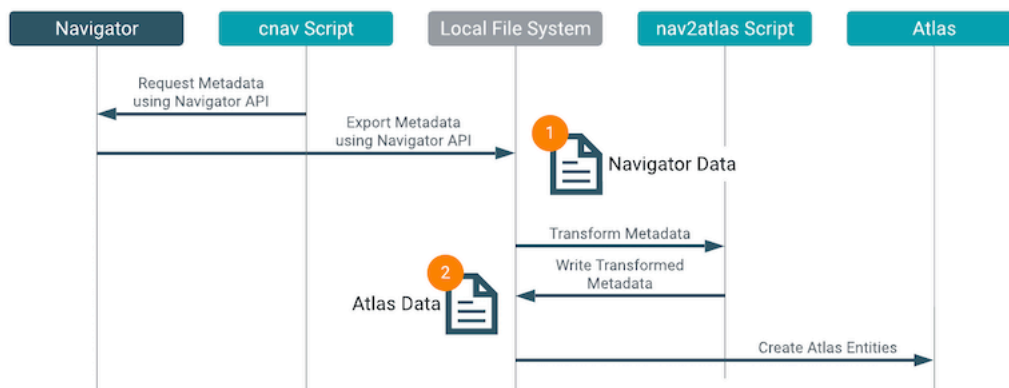 Navigator
cnav Script
Local File System
nav2atlas Script
Atlas
Request Metadata
using Navigator API
Export Metadata
using Navigator API
1
Navigator Data
Transform Metadata
Write Transformed
Metadata
2
Atlas Data
Create Atlas Entities